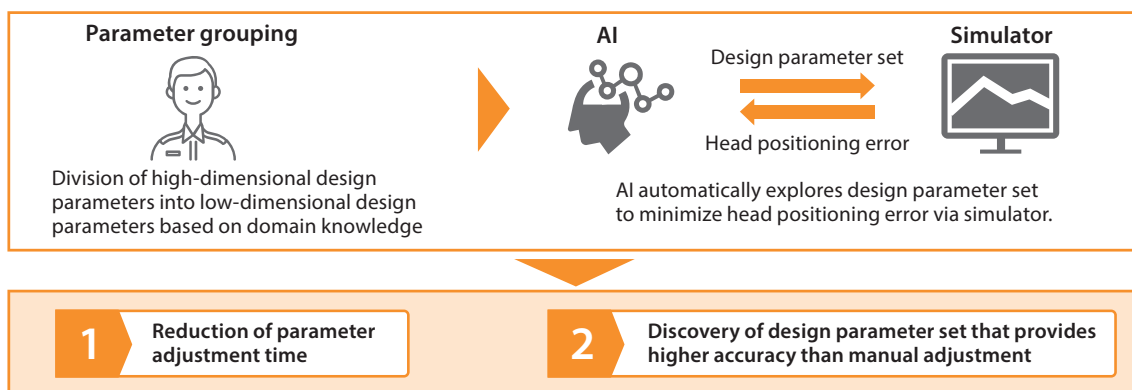 Parameter grouping
Division of high-dimensional design
parameters into low-dimensional design
parameters based on domain knowledge
AI
Design parameter set
Head positioning error
Simulator
AI automatically explores design parameter set
to minimize head positioning error via simulator.
1
Reduction of parameter
adjustment time
2
Discovery of design parameter set that provides
higher accuracy than manual adjustment